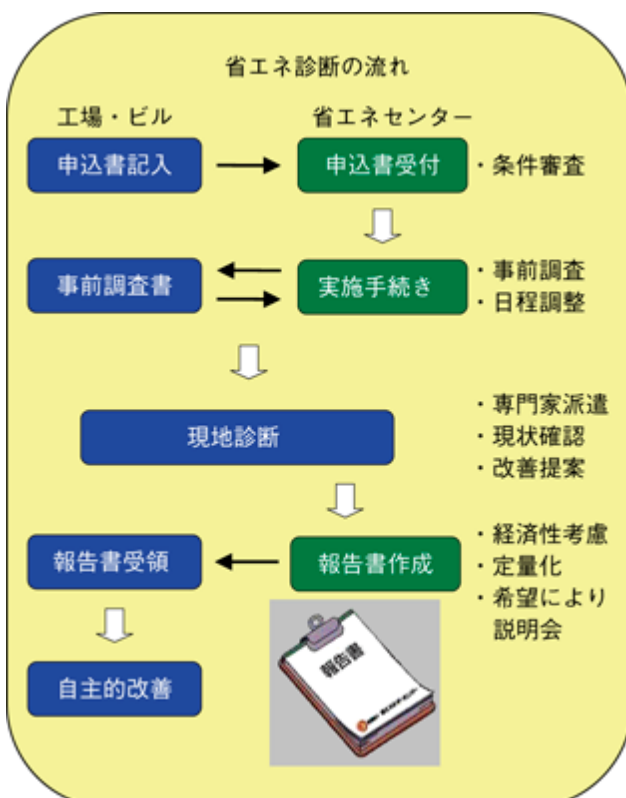 省エネ診断の流れ
工場・ビル
省エネセンター
申込書記入
申込書受付
・条件審査
事前調査書
実施手続き
・事前調査
・日程調整
現地診断
・専門家派遣
・現状確認
・改善提案
報告書受領
報告書作成
・経済性考慮
・定量化
・希望により
説明会
報告書
自主的改善